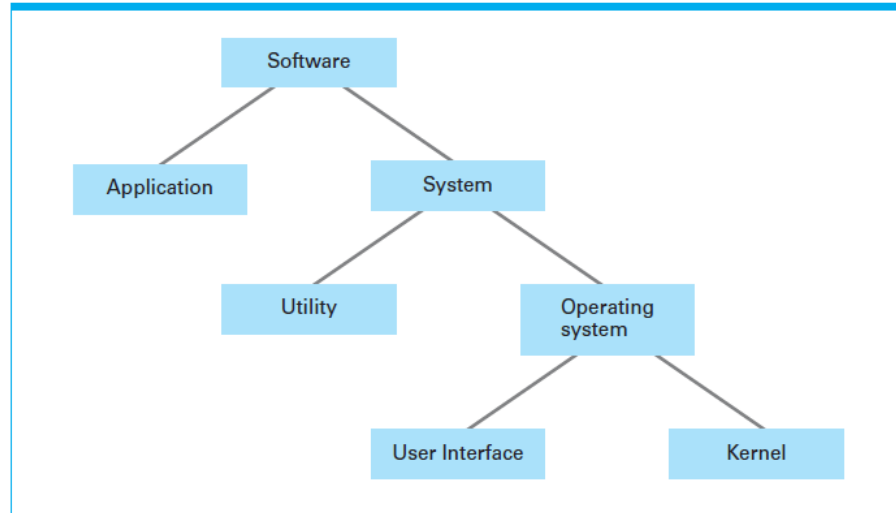 Software
Application
System
Utility
Operating
system
User Interface
Kernel